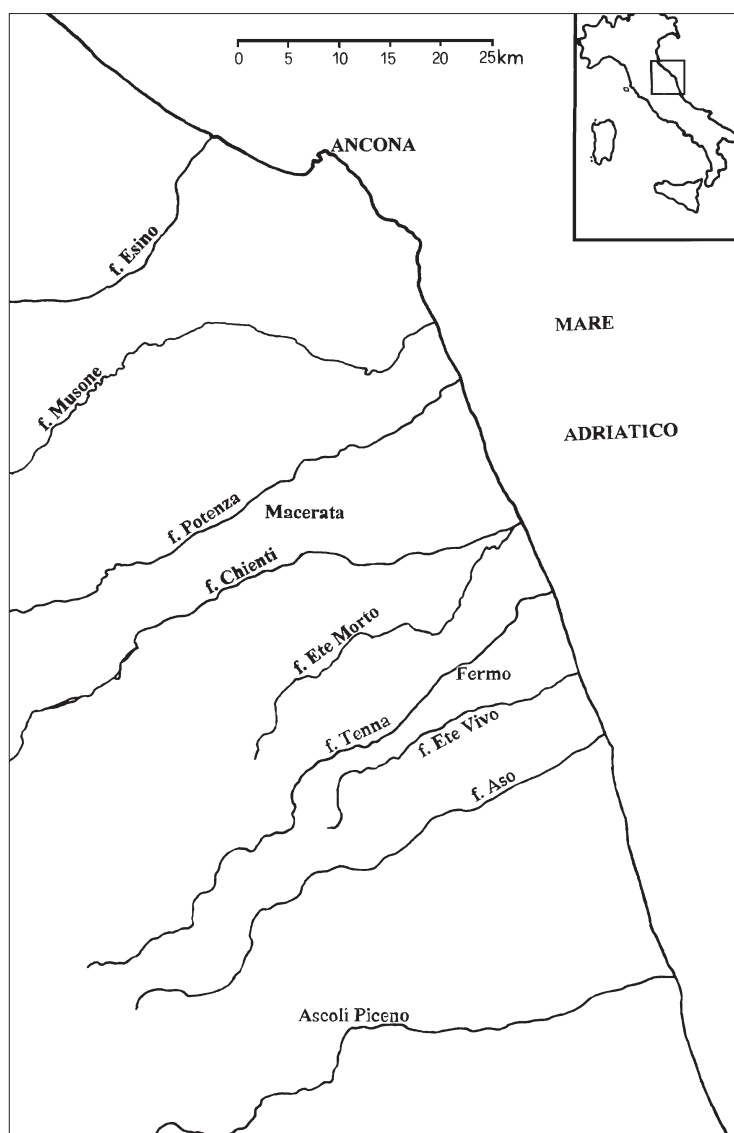 0 5 10 15 20 25km
ANCONA
f. Esino
MARE
f. Musone
ADRIATICO
f. Potenza
Macerata
f. Chienti
f. Ete Morto
Fermo
f. Tenna
f. Ete Vivo
f. Aso
Ascoli Piceno